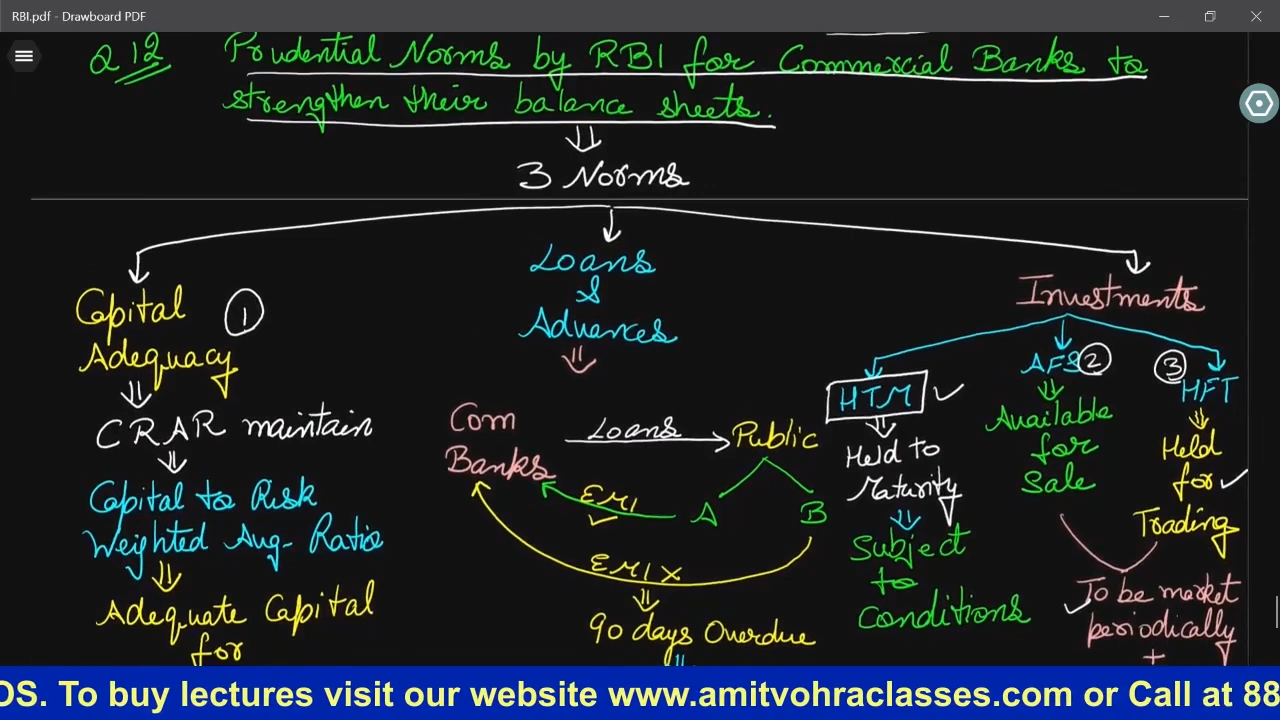 RBI.pdf - Drawboard PDF
Q 12 Prudential Norms by RBI for Commercial Banks to
strengthen their balance sheets.
3 Norms
Capital
Adequacy
1
CRAR maintain
Capital to Risk
Weighted Avg- Ratio
Adequate Capital
for
Loans
&
Advances
Com
Banks
Loans
Public
A
B
EMI
EMI X
90 days Overdue
Investments
HTM
Held to
Maturity
Subject
to
Conditions
AFS 2
Available
for
Sale
3
HFT
Held
for
Trading
To be market
periodically
+
OS. To buy lectures visit our website www.amitvohraclasses.com or Call at 88